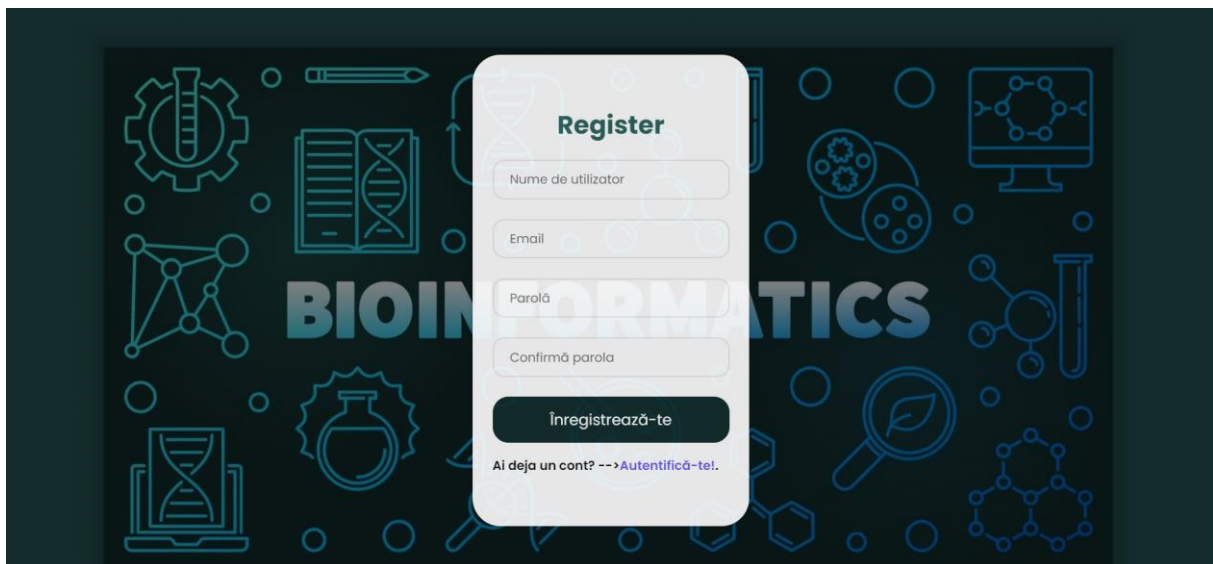 Register
Nume de utilizator
Email
BIOINFORMATICS
Parolă
Confirmă parola
Înregistrează-te
Ai deja un cont? -->Autentifică-te!.